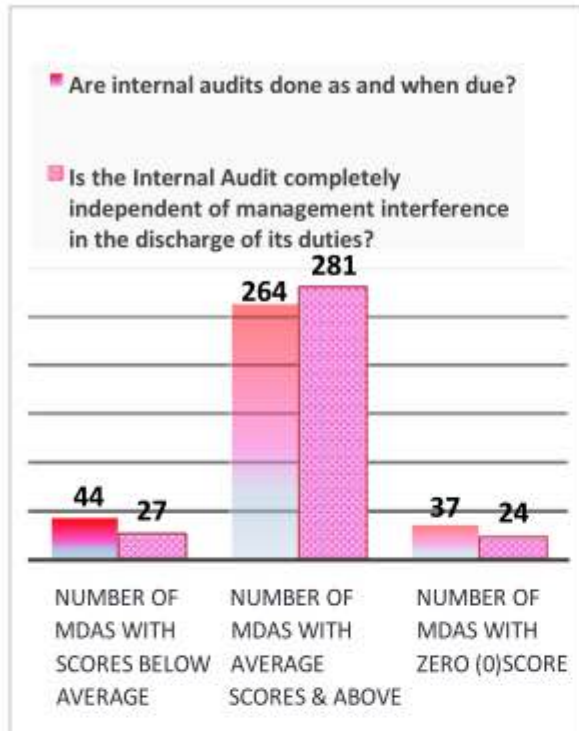 Are internal audits done as and when due?
Is the Internal Audit completely
independent of management interference
in the discharge of its duties?
281
264
44
27
37
24
NUMBER OF
MDAS WITH
SCORES BELOW
AVERAGE
NUMBER OF
MDAS WITH
AVERAGE
SCORES & ABOVE
NUMBER OF
MDAS WITH
ZERO (0)SCORE